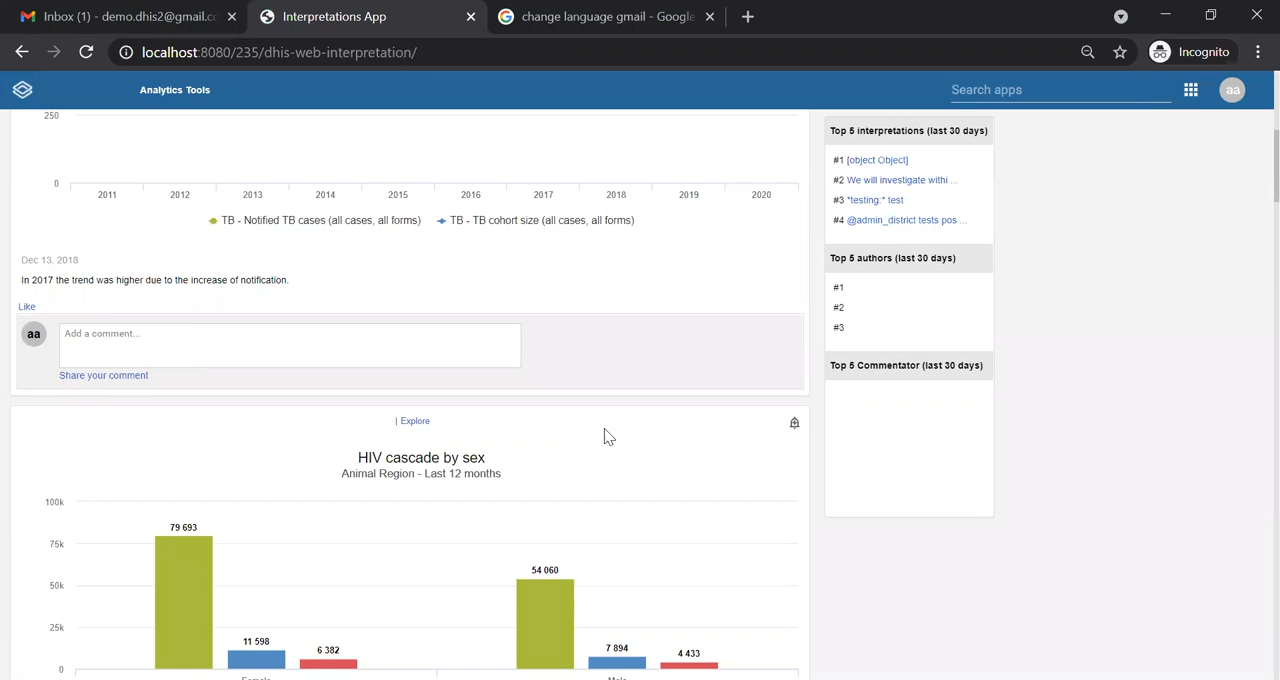 Inbox (1) - demo.dhis2@gmail.cc
Interpretations App
change language gmail - Google
localhost:8080/235/dhis-web-interpretation/
Incognito
Analytics Tools
Search apps
aa
250
0
2011 2012 2013 2014 2015 2016 2017 2018 2019 2020
TB - Notified TB cases (all cases, all forms) TB - TB cohort size (all cases, all forms)
Dec 13, 2018
In 2017 the trend was higher due to the increase of notification.
Like
aa
Add a comment...
Share your comment
| Explore
HIV cascade by sex
Animal Region - Last 12 months
100k
75k
50k
25k
0
79 693
11 598
6 382
54 060
7 894
4 433
Female Male
Top 5 interpretations (last 30 days)
#1 [object Object]
#2 We will investigate withi ...
#3 *testing:* test
#4 @admin_district tests pos ...
Top 5 authors (last 30 days)
#1
#2
#3
Top 5 Commentator (last 30 days)